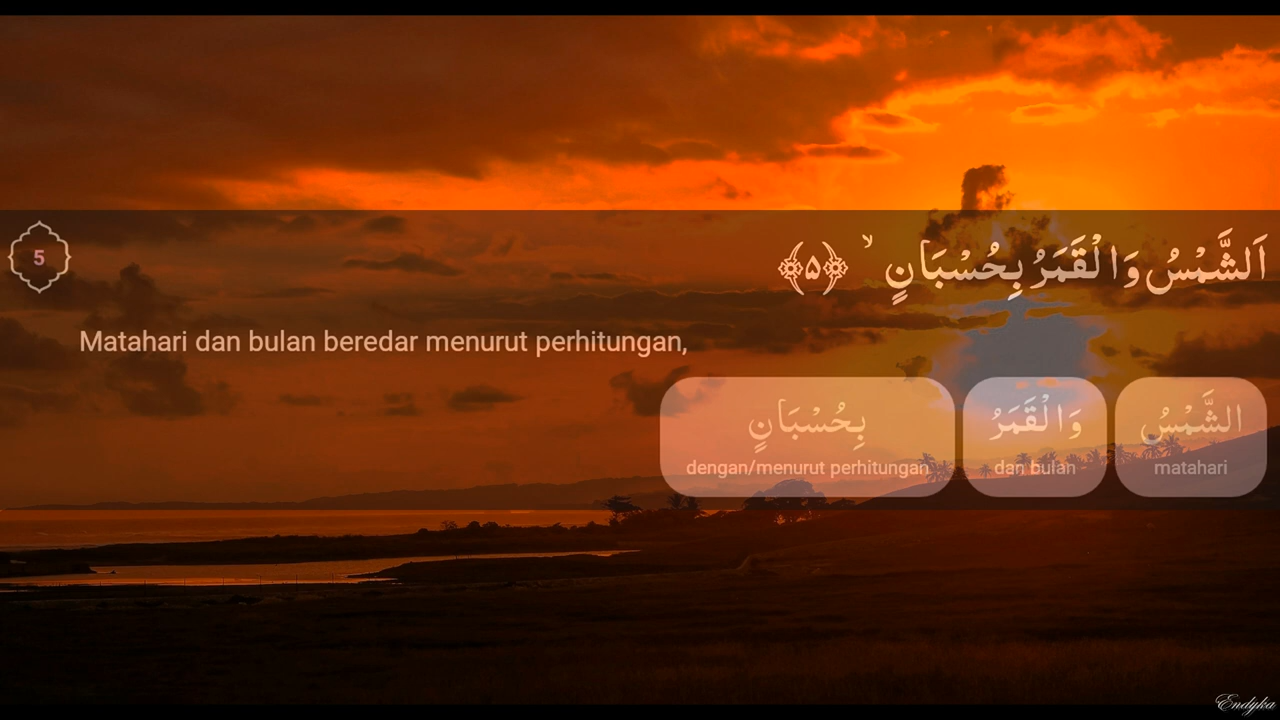 اَلشَّمْسُ وَالْقَمَرُ بِحُسْبَانٍ ۙ ﴿۵﴾
5
Matahari dan bulan beredar menurut perhitungan,
الشَّمْسُ وَالْقَمَرُ بِحُسْبَانٍ
matahari dan bulan dengan/menurut perhitungan
Endyka